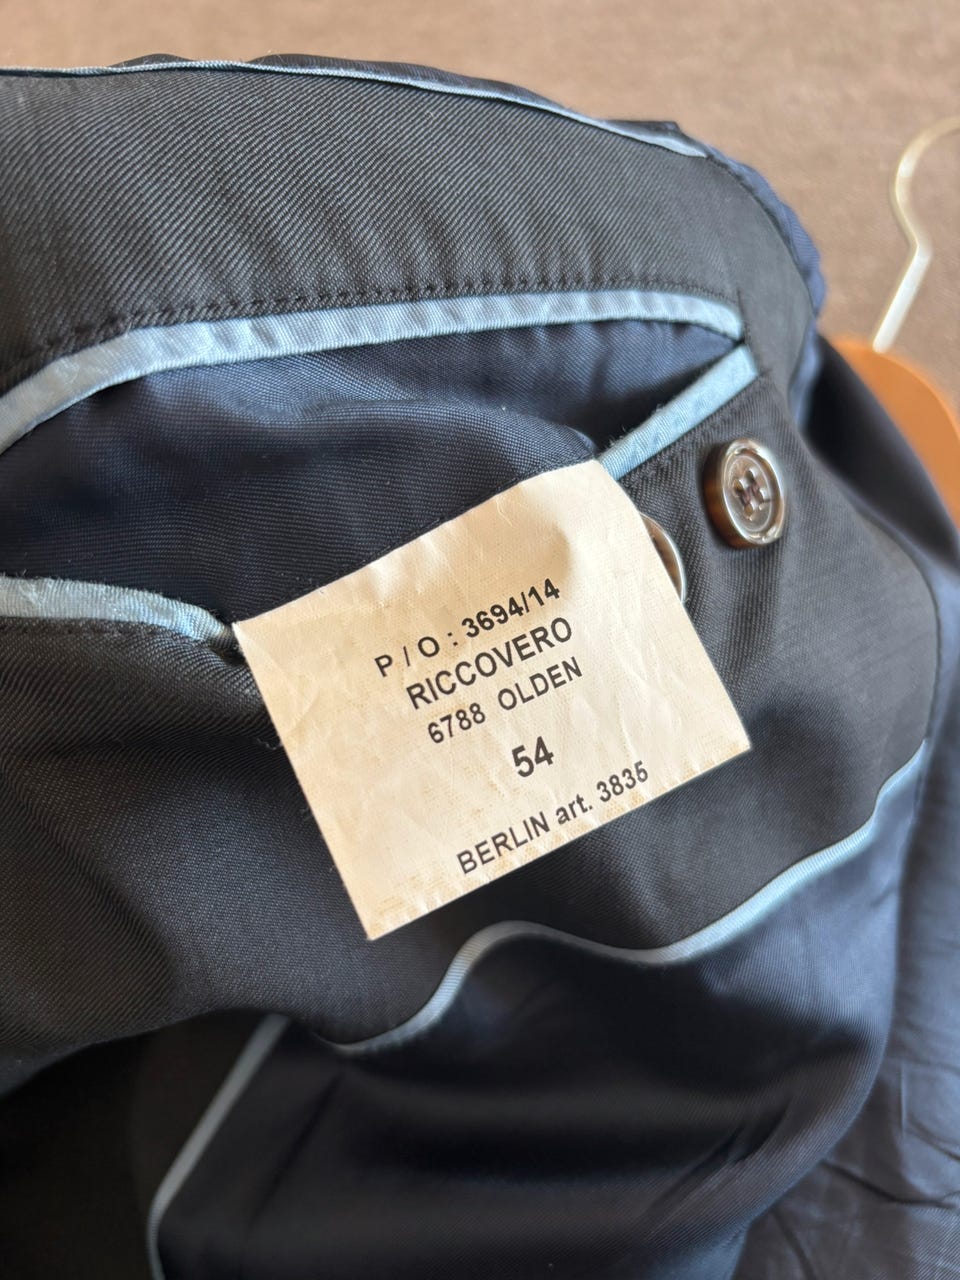 P / O : 3694/14
RICCOVERO
6788 OLDEN
54
BERLIN art. 3835